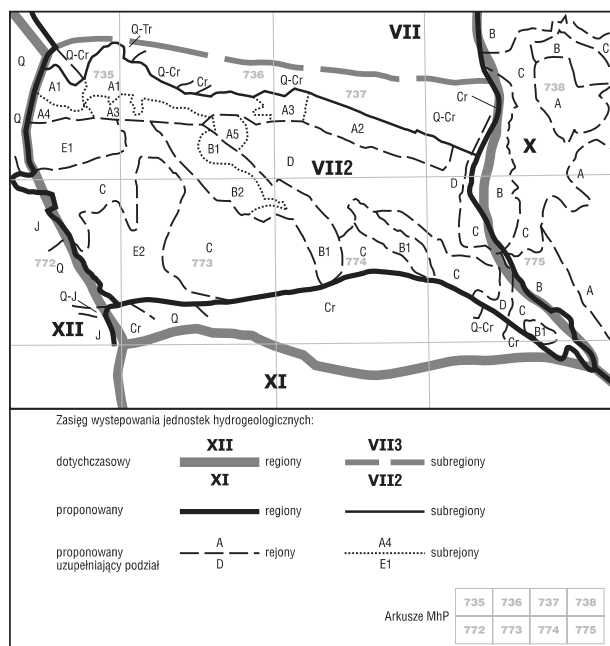 Q-Tr VII B B C
Q Q-Cr 735 Q-Cr 736 Q-Cr C 738
A1 A1 Cr 737 Cr A
Q A4 A3 A3 A2 Q-Cr
A5
E1 B1 D VII2 X
D A
C B2 B
J C C
772 Q E2 773 774 B1 B1 C C 775
Q-J B
XII Cr Q Cr Q-Cr D C A
J Cr B1
XI
Zasięg występowania jednostek hydrogeologicznych:
XII VII3
dotychczasowy regiony subregiony
XI VII2
proponowany regiony subregiony
proponowany A rejony A4 subrejony
uzupełniający podział D E1
Arkusze MhP 735 736 737 738
772 773 774 775